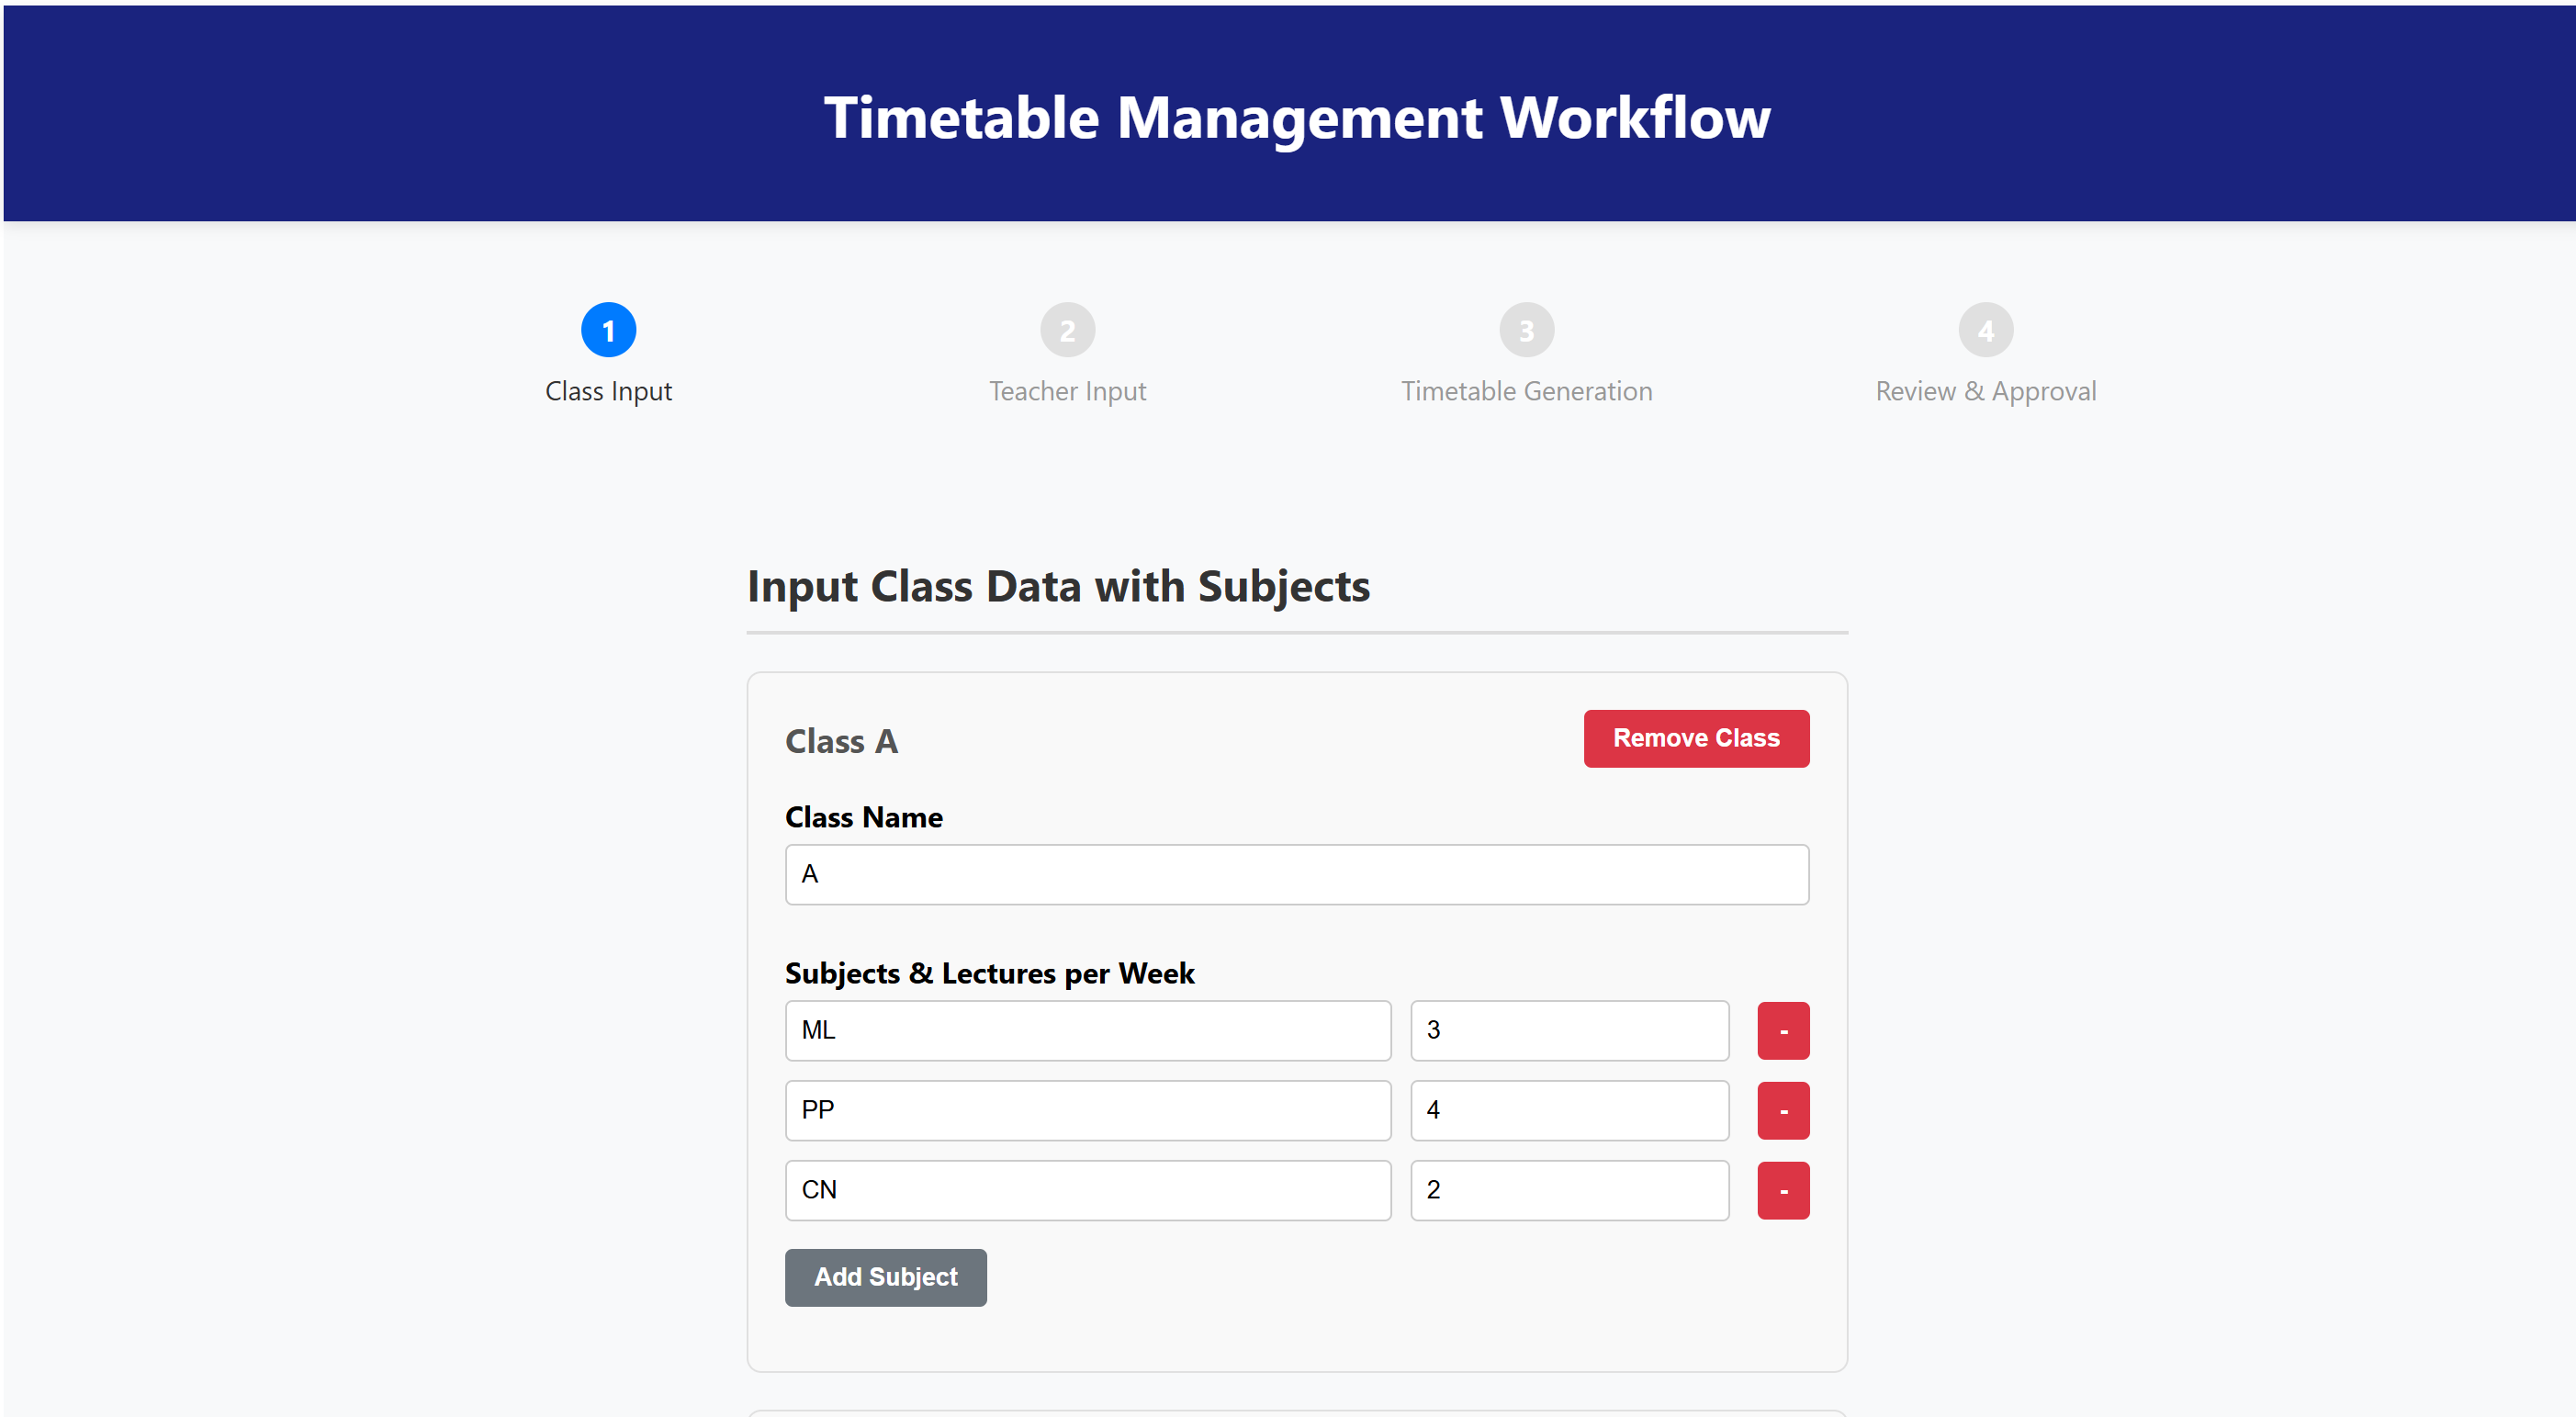 Timetable Management Workflow
1 2 3 4
Class Input Teacher Input Timetable Generation Review & Approval
Input Class Data with Subjects
Class A Remove Class
Class Name
A
Subjects & Lectures per Week
ML 3 -
PP 4 -
CN 2 -
Add Subject